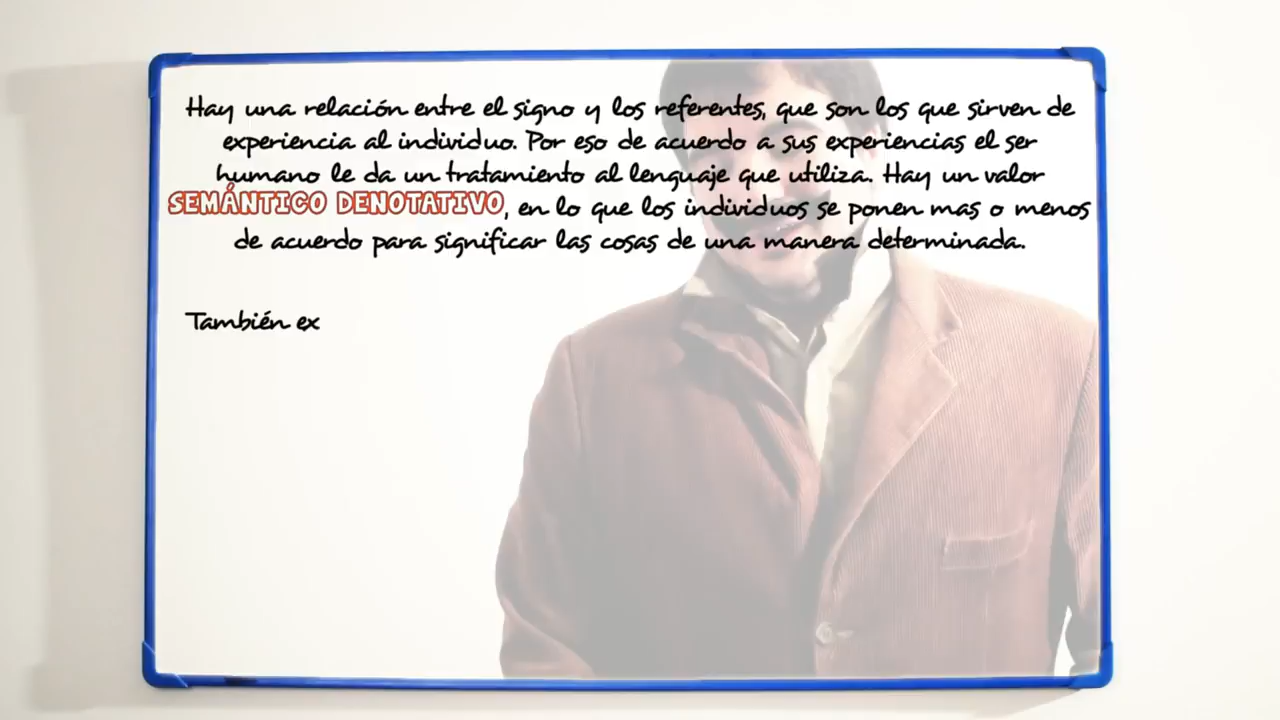 Hay una relación entre el signo y los referentes, que son los que sirven de
experiencia al individuo. Por eso de acuerdo a sus experiencias el ser
humano le da un tratamiento al lenguaje que utiliza. Hay un valor
SEMÁNTICO DENOTATIVO, en lo que los individuos se ponen mas o menos
de acuerdo para significar las cosas de una manera determinada.
También ex